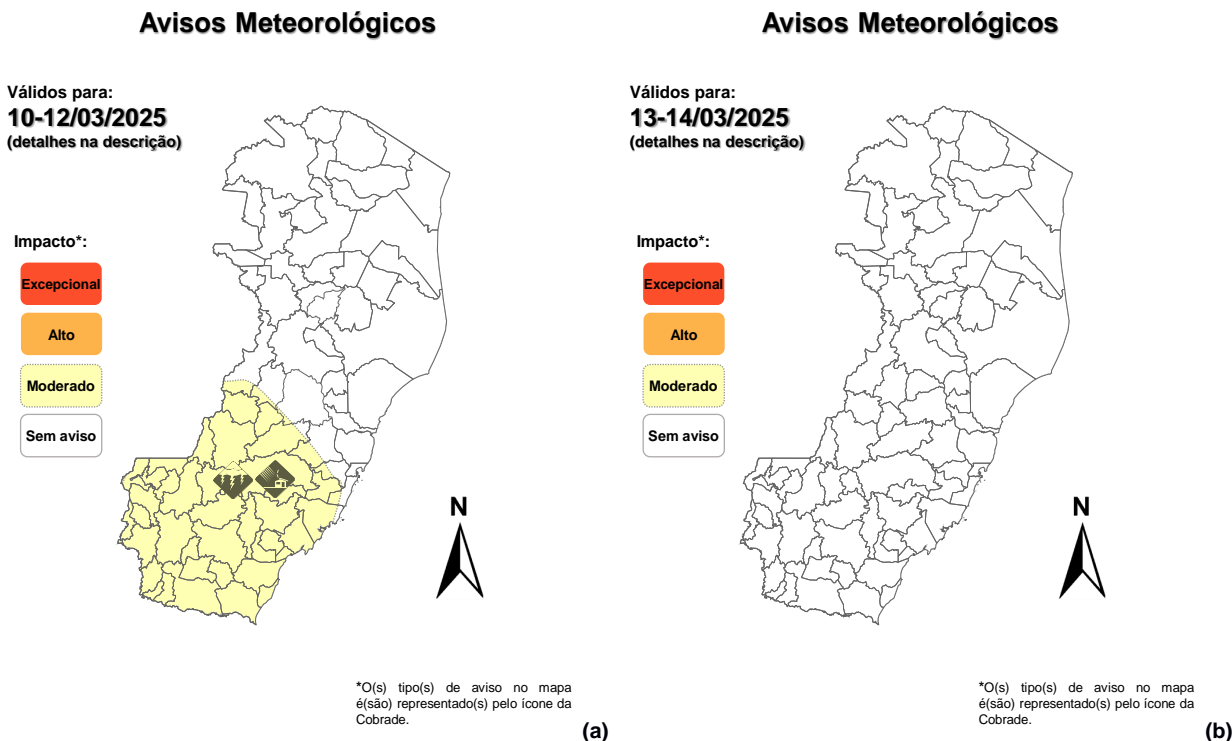 Avisos Meteorológicos
Válidos para:
10-12/03/2025
(detalhes na descrição)
Impacto*:
Excepcional
Alto
Moderado
Sem aviso
N
*O(s) tipo(s) de aviso no mapa
é(são) representado(s) pelo ícone da
Cobrade.
(a)
Avisos Meteorológicos
Válidos para:
13-14/03/2025
(detalhes na descrição)
Impacto*:
Excepcional
Alto
Moderado
Sem aviso
N
*O(s) tipo(s) de aviso no mapa
é(são) representado(s) pelo ícone da
Cobrade.
(b)